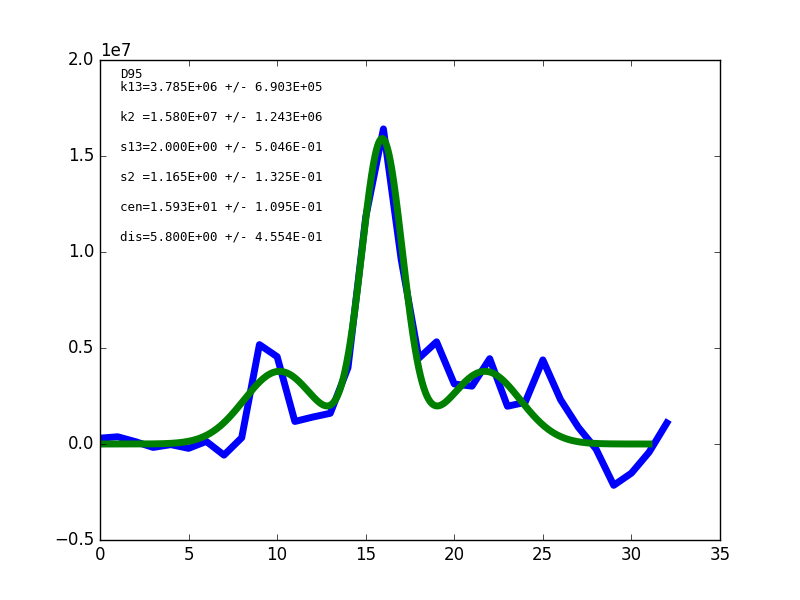 1e7
2.0
D95
k13=3.785E+06 +/- 6.903E+05
k2 =1.580E+07 +/- 1.243E+06
1.5
s13=2.000E+00 +/- 5.046E-01
s2 =1.165E+00 +/- 1.325E-01
cen=1.593E+01 +/- 1.095E-01
dis=5.800E+00 +/- 4.554E-01
1.0
0.5
0.0
−0.5
0 5 10 15 20 25 30 35